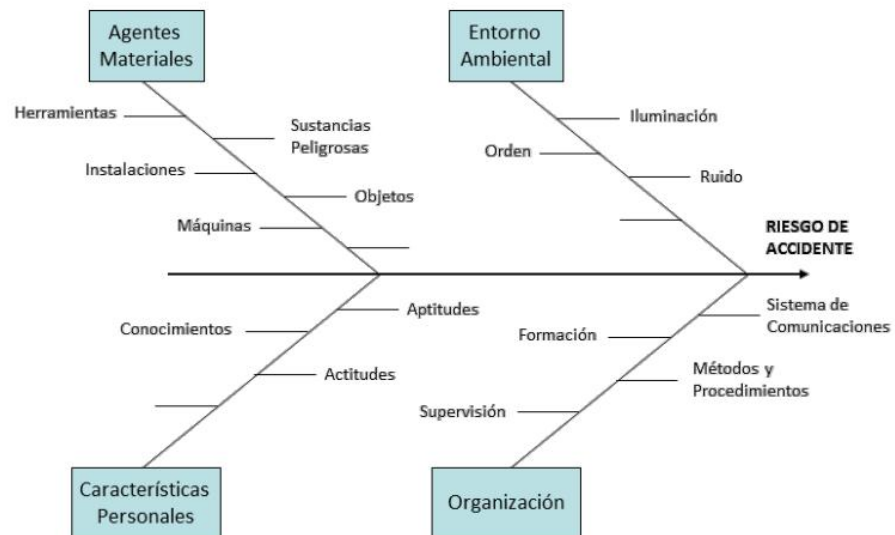 Agentes
Materiales
Entorno
Ambiental
Herramientas
Sustancias
Peligrosas
Instalaciones
Objetos
Máquinas
Iluminación
Orden
Ruido
RIESGO DE
ACCIDENTE
Aptitudes
Conocimientos
Actitudes
Sistema de
Comunicaciones
Formación
Métodos y
Procedimientos
Supervisión
Características
Personales
Organización